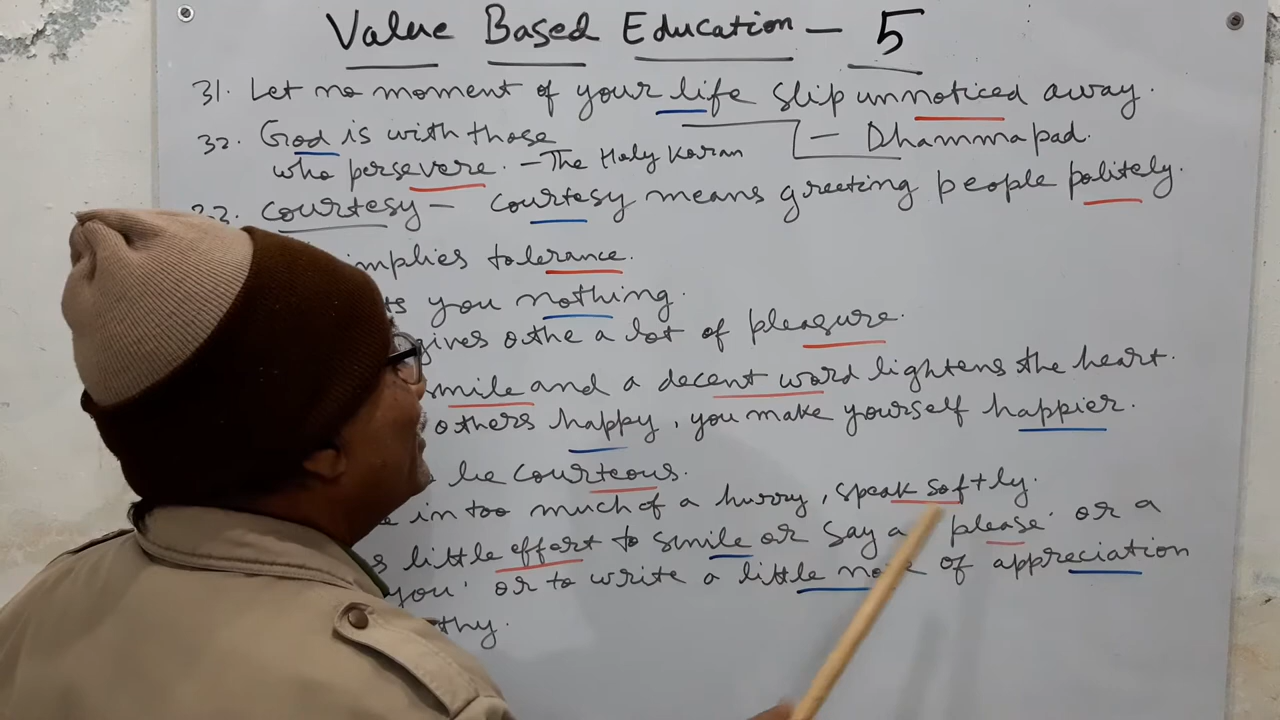 Value Based Education — 5
31. Let no moment of your life slip unnoticed away.
— Dhammapad.
32. God is with those
who persevere. — The Holy Koran
33. courtesy — courtesy means greeting people politely.
implies tolerance.
you nothing.
gives othe a lot of pleasure.
smile and a decent word lightens the heart.
others happy, you make yourself happier.
be courteous.
in too much of a hurry, speak softly.
little effort to smile or say a please' or a
you' or to write a little note of appreciation